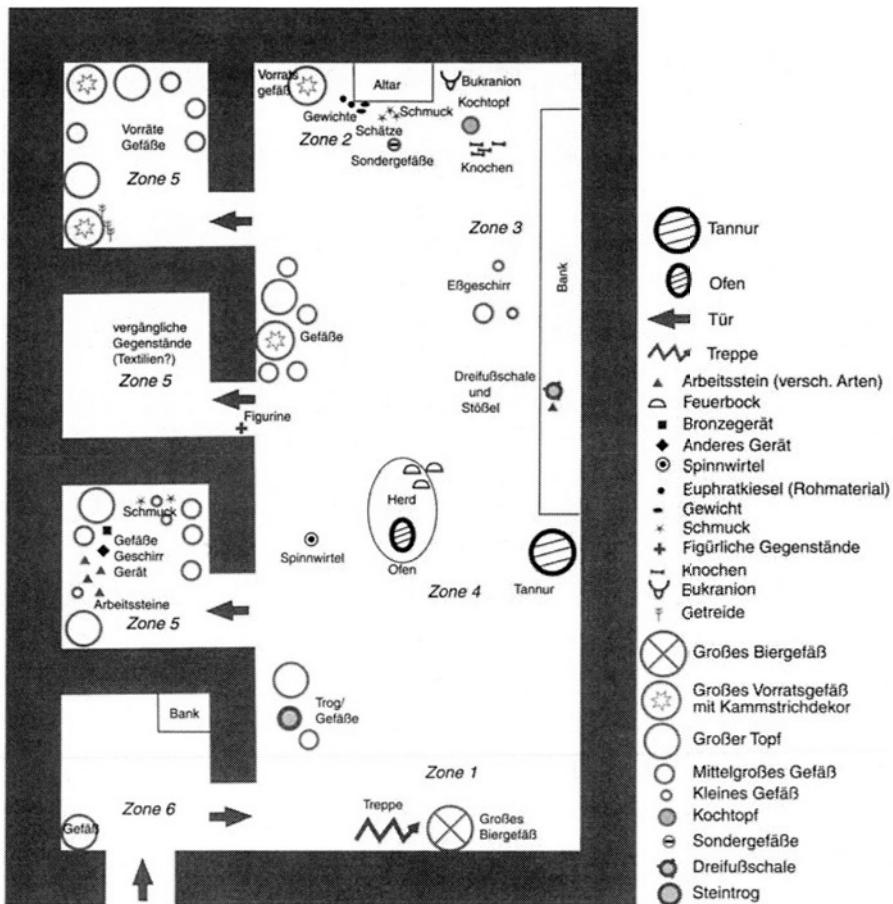 Vorrats
gefäß
Altar
Bukranion
Kochtopf
Gewichte
Schmuck
Schätze
Zone 2
Sondergefäße
Knochen
Vorräte
Gefäße
Zone 5
Zone 3
Bank
Eßgeschirr
Gefäße
vergängliche
Gegenstände
(Textilien?)
Zone 5
Figurine
Dreifußschale
und
Stößel
Schmuck
Gefäße
Geschirr
Gerät
Arbeitssteine
Zone 5
Spinnwirtel
Herd
Ofen
Zone 4
Tannur
Bank
Trog/
Gefäße
Zone 1
Treppe
Großes
Biergefäß
Zone 6
Gefäß
Tannur
Ofen
Tür
Treppe
Arbeitsstein (versch. Arten)
Feuerbock
Bronzegerät
Anderes Gerät
Spinnwirtel
Euphratkiesel (Rohmaterial)
Gewicht
Schmuck
Figürliche Gegenstände
Knochen
Bukranion
Getreide
Großes Biergefäß
Großes Vorratsgefäß
mit Kammstrichdekor
Großer Topf
Mittelgroßes Gefäß
Kleines Gefäß
Kochtopf
Sondergefäße
Dreifußschale
Steintrog